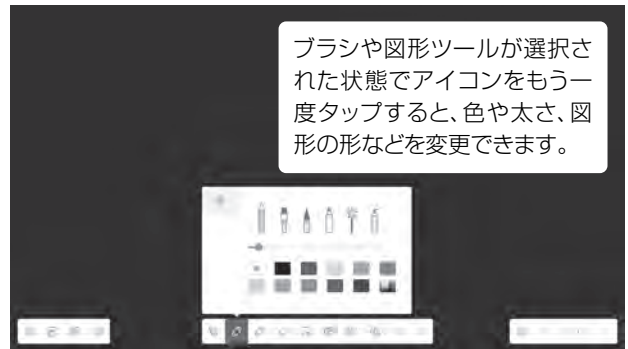 ブラシや図形ツールが選択さ
れた状態でアイコンをもう一
度タップすると、色や太さ、図
形の形などを変更できます。